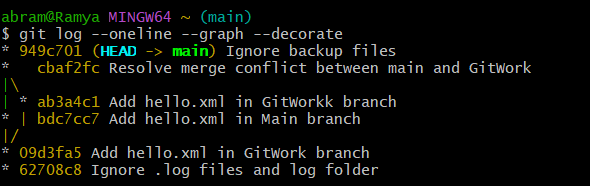 abram@Ramya MINGW64 ~ (main)
$ git log --oneline --graph --decorate
* 949c701 (HEAD -> main) Ignore backup files
*   cbaf2fc Resolve merge conflict between main and GitWork
|\
| * ab3a4c1 Add hello.xml in GitWorkk branch
* | bdc7cc7 Add hello.xml in Main branch
|/
* 09d3fa5 Add hello.xml in GitWork branch
* 62708c8 Ignore .log files and log folder